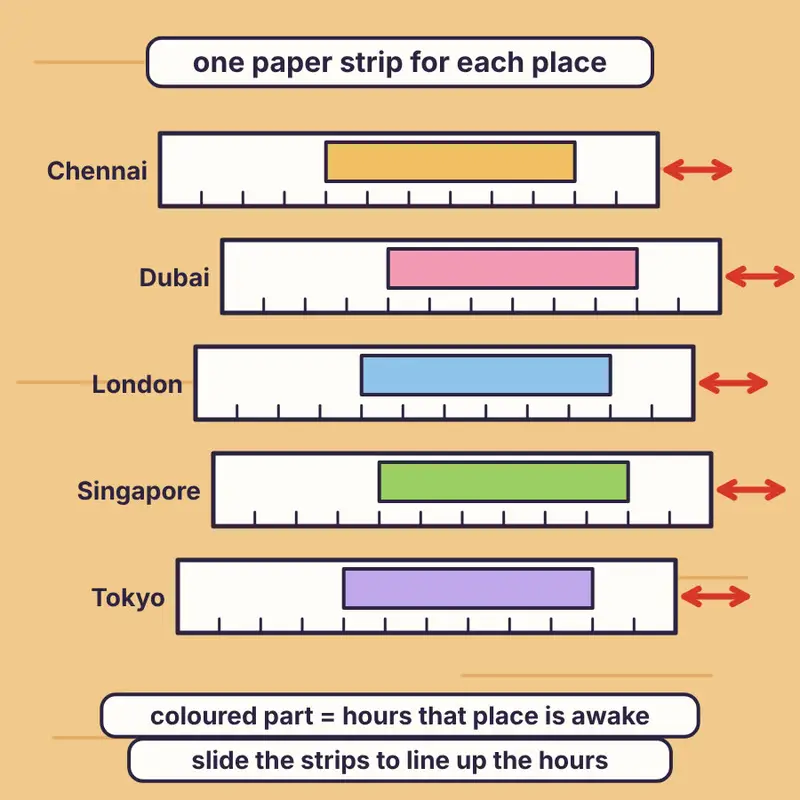 one paper strip for each place
Chennai
Dubai
London
Singapore
Tokyo
coloured part = hours that place is awake
slide the strips to line up the hours